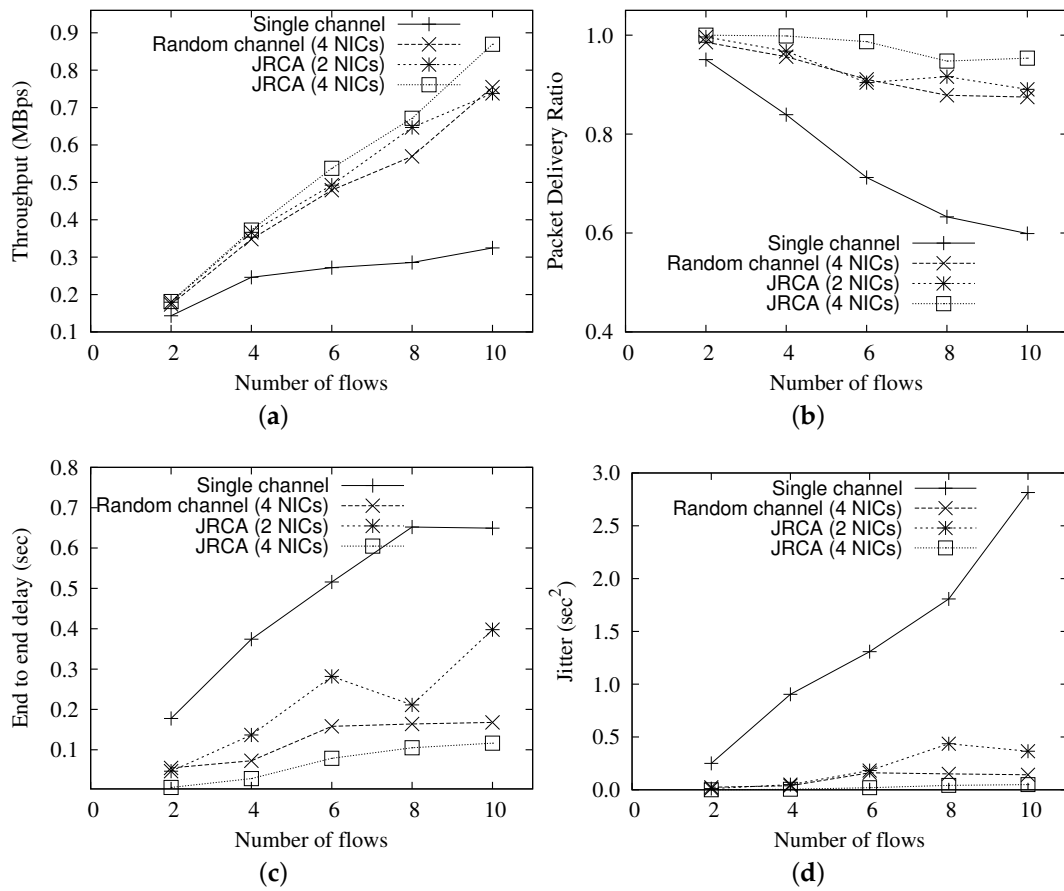 0.9
0.8
0.7
0.6
0.5
0.4
0.3
0.2
0.1
0 2 4 6 8 10
Throughput (MBps)
Number of flows
Single channel
Random channel (4 NICs)
JRCA (2 NICs)
JRCA (4 NICs)
(a)
1.0
0.8
0.6
0.4
0 2 4 6 8 10
Packet Delivery Ratio
Number of flows
Single channel
Random channel (4 NICs)
JRCA (2 NICs)
JRCA (4 NICs)
(b)
0.8
0.7
0.6
0.5
0.4
0.3
0.2
0.1
0 2 4 6 8 10
End to end delay (sec)
Number of flows
Single channel
Random channel (4 NICs)
JRCA (2 NICs)
JRCA (4 NICs)
(c)
3.0
2.5
2.0
1.5
1.0
0.5
0.0
0 2 4 6 8 10
Jitter (sec²)
Number of flows
Single channel
Random channel (4 NICs)
JRCA (2 NICs)
JRCA (4 NICs)
(d)